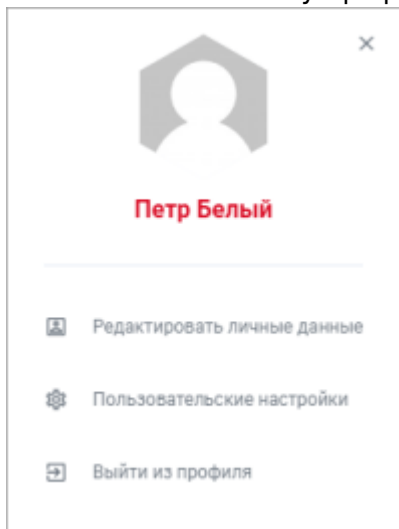 Петр Белый
Редактировать личные данные
Пользовательские настройки
Выйти из профиля